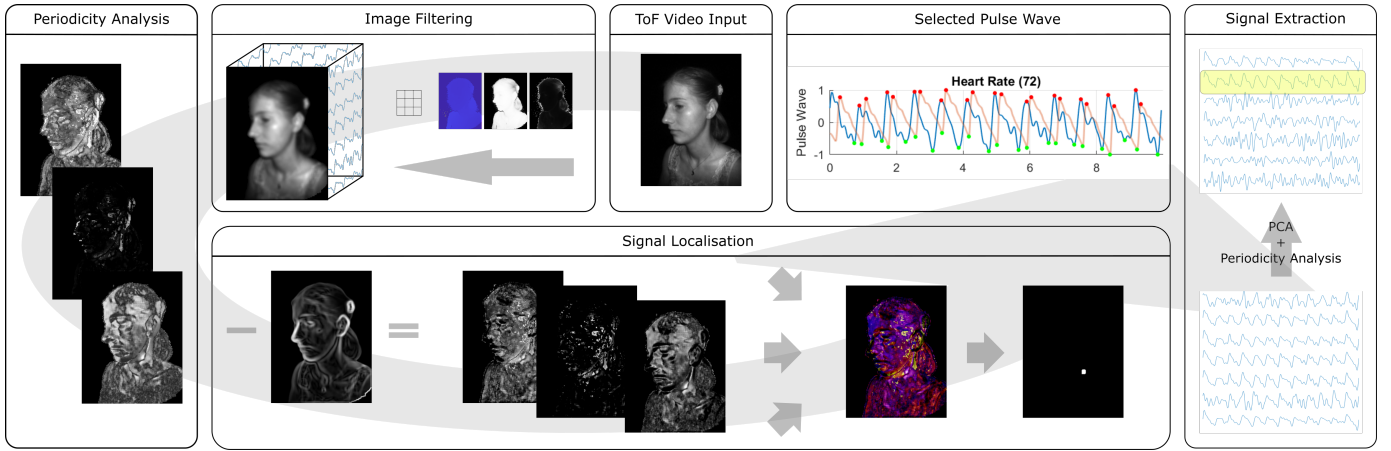 Periodicity Analysis
Image Filtering
ToF Video Input
Selected Pulse Wave
Signal Extraction
Heart Rate (72)
Pulse Wave
1
0
-1
0
2
4
6
8
Signal Localisation
PCA
+
Periodicity Analysis